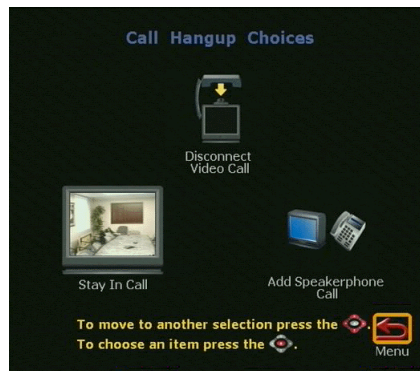 Call Hangup Choices
Disconnect
Video Call
Stay In Call
Add Speakerphone
Call
To move to another selection press the .
To choose an item press the .
Menu